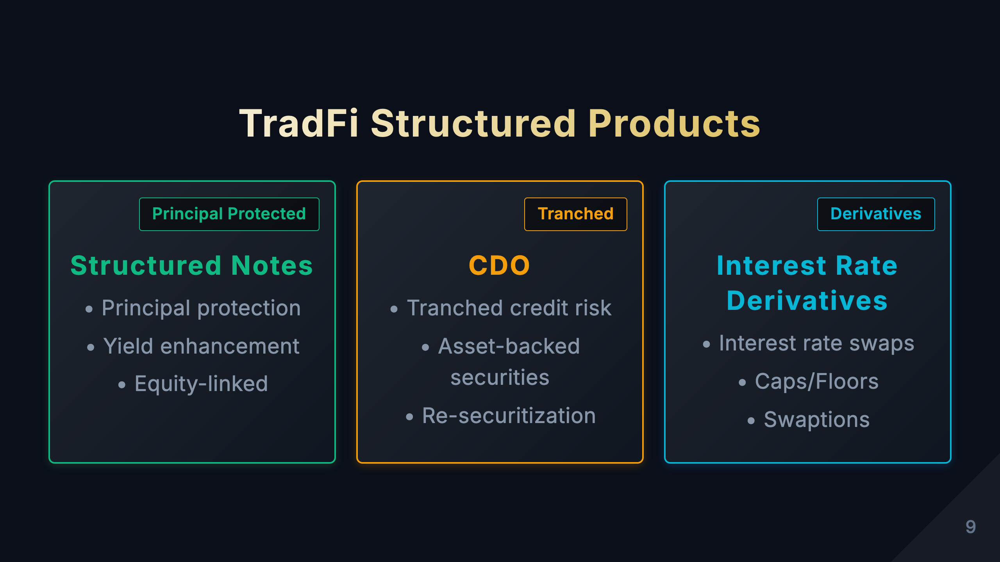 TradFi Structured Products
Principal Protected
Structured Notes
• Principal protection
• Yield enhancement
• Equity-linked
Tranched
CDO
• Tranched credit risk
• Asset-backed
securities
• Re-securitization
Derivatives
Interest Rate
Derivatives
• Interest rate swaps
• Caps/Floors
• Swaptions
9